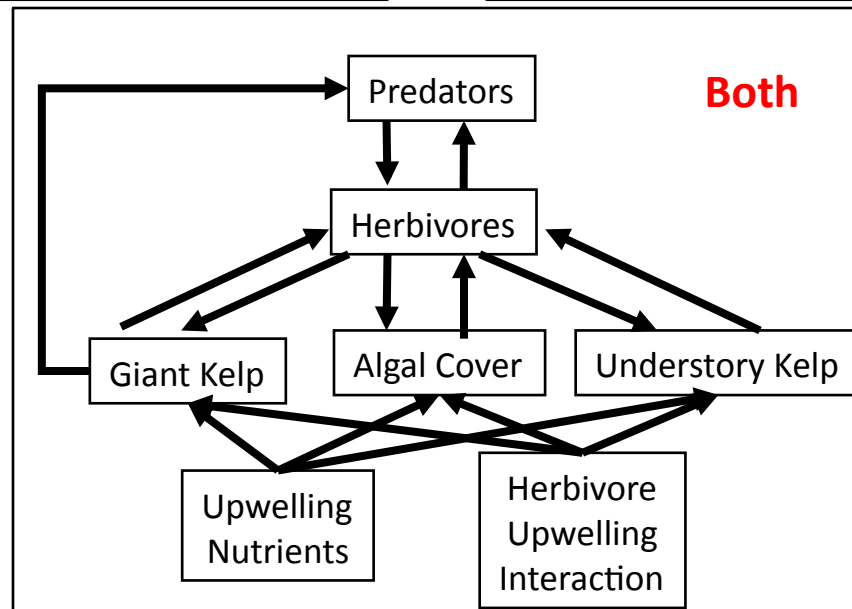 Both
Predators
Herbivores
Giant Kelp
Algal Cover
Understory Kelp
Upwelling
Nutrients
Herbivore
Upwelling
Interaction